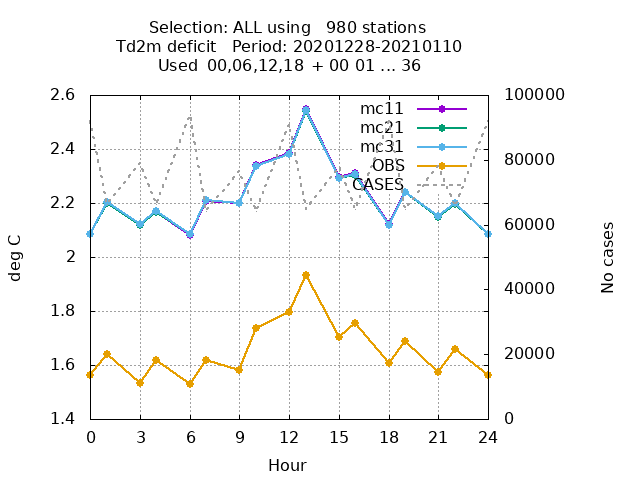 Selection: ALL using   980 stations
Td2m deficit   Period: 20201228-20210110
Used  00,06,12,18  + 00 01 ... 36
mc11
mc21
mc31
OBS
CASES
2.6
2.4
2.2
2
1.8
1.6
1.4
100000
80000
60000
40000
20000
0
deg C
No cases
0 3 6 9 12 15 18 21 24
Hour